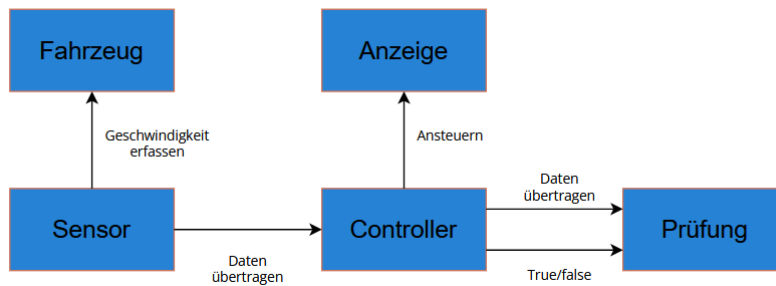 Fahrzeug
Anzeige
Geschwindigkeit
erfassen
Ansteuern
Sensor
Controller
Prüfung
Daten
übertragen
Daten
übertragen
True/false